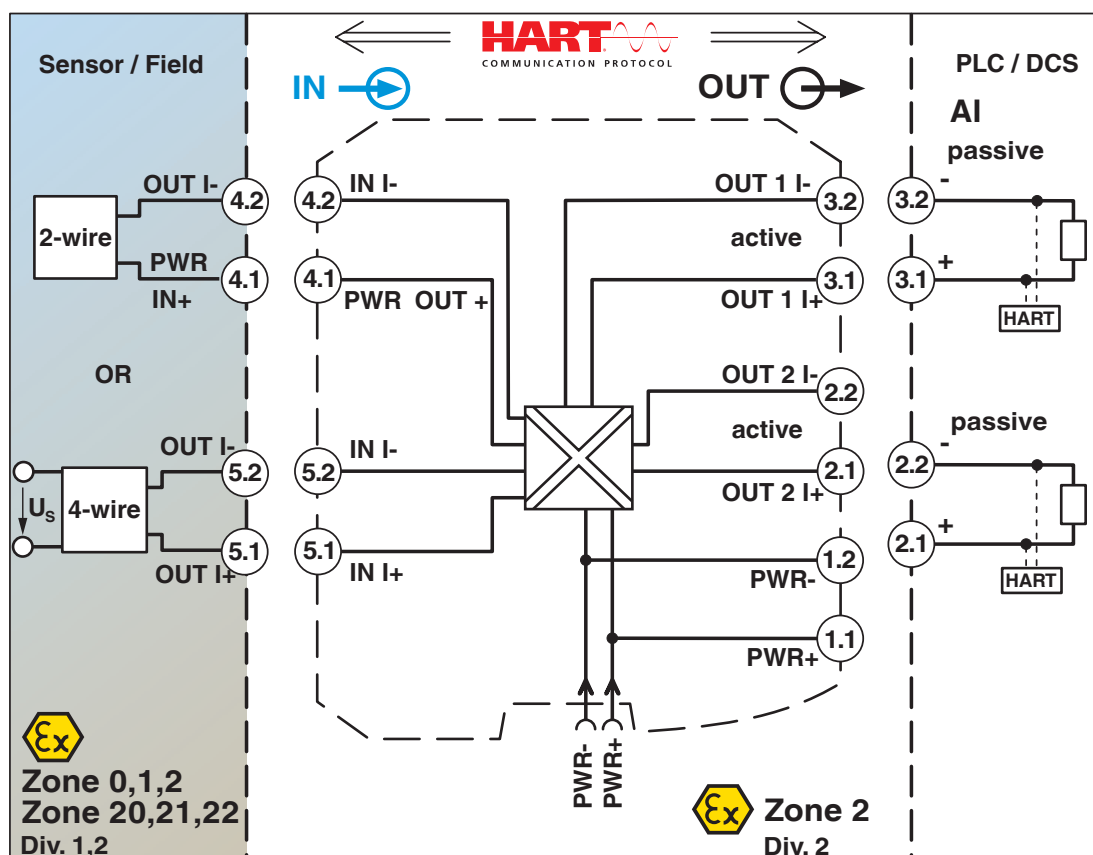 HART
COMMUNICATION PROTOCOL
Sensor / Field
IN
OUT
PLC / DCS
AI
passive
OUT I-
4.2
4.2
IN I-
OUT 1 I-
3.2
3.2
-
2-wire
active
PWR
4.1
4.1
3.1
3.1
+
IN+
PWR OUT +
OUT 1 I+
HART
OR
OUT 2 I-
2.2
active
passive
OUT I-
5.2
5.2
IN I-
2.1
2.2
-
OUT 2 I+
US
4-wire
5.1
5.1
2.1
+
OUT I+
IN I+
1.2
PWR-
HART
1.1
PWR+
PWR-
PWR+
Ex
Zone 0,1,2
Zone 20,21,22
Div. 1,2
Ex
Zone 2
Div. 2